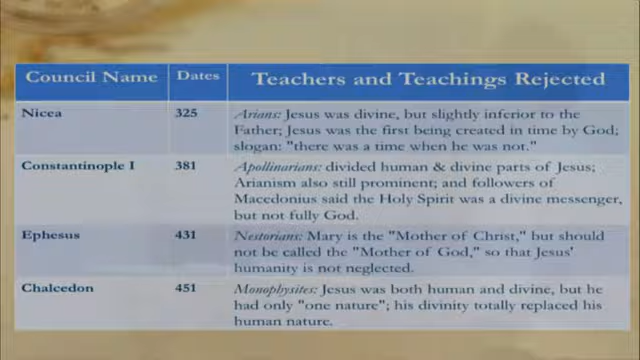 Council Name Dates Teachers and Teachings Rejected
Nicea 325 Arians: Jesus was divine, but slightly inferior to the
Father; Jesus was the first being created in time by God;
slogan: "there was a time when he was not."
Constantinople I 381 Apollinarians: divided human & divine parts of Jesus;
Arianism also still prominent; and followers of
Macedonius said the Holy Spirit was a divine messenger,
but not fully God.
Ephesus 431 Nestorians: Mary is the "Mother of Christ," but should
not be called the "Mother of God," so that Jesus'
humanity is not neglected.
Chalcedon 451 Monophysites: Jesus was both human and divine, but he
had only "one nature"; his divinity totally replaced his
human nature.